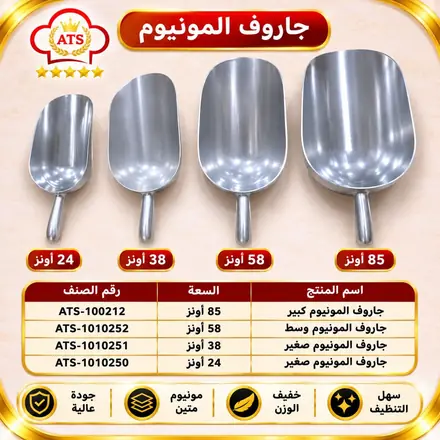 ATS
جاروف المونيوم
24 أونز
38 أونز
58 أونز
85 أونز
اسم المنتج السعة رقم الصنف
جاروف المونيوم كبير 85 أونز ATS-100212
جاروف المونيوم وسط 58 أونز ATS-1010252
جاروف المونيوم صغير 38 أونز ATS-1010251
جاروف المونيوم صغير 24 أونز ATS-1010250
سهل التنظيف
خفيف الوزن
مونيوم متين
جودة عالية